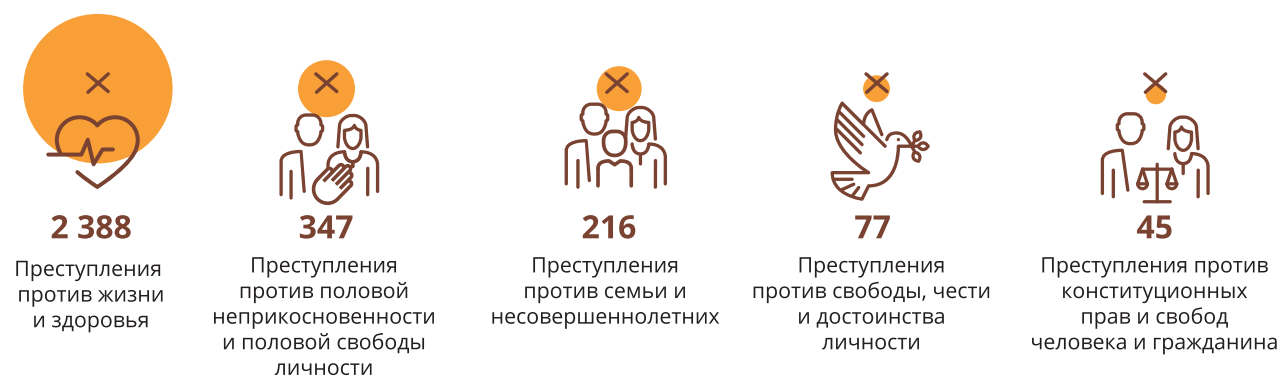 2 388
Преступления
против жизни
и здоровья
347
Преступления
против половой
неприкосновенности
и половой свободы
личности
216
Преступления
против семьи и
несовершеннолетних
77
Преступления
против свободы, чести
и достоинства
личности
45
Преступления против
конституционных
прав и свобод
человека и гражданина